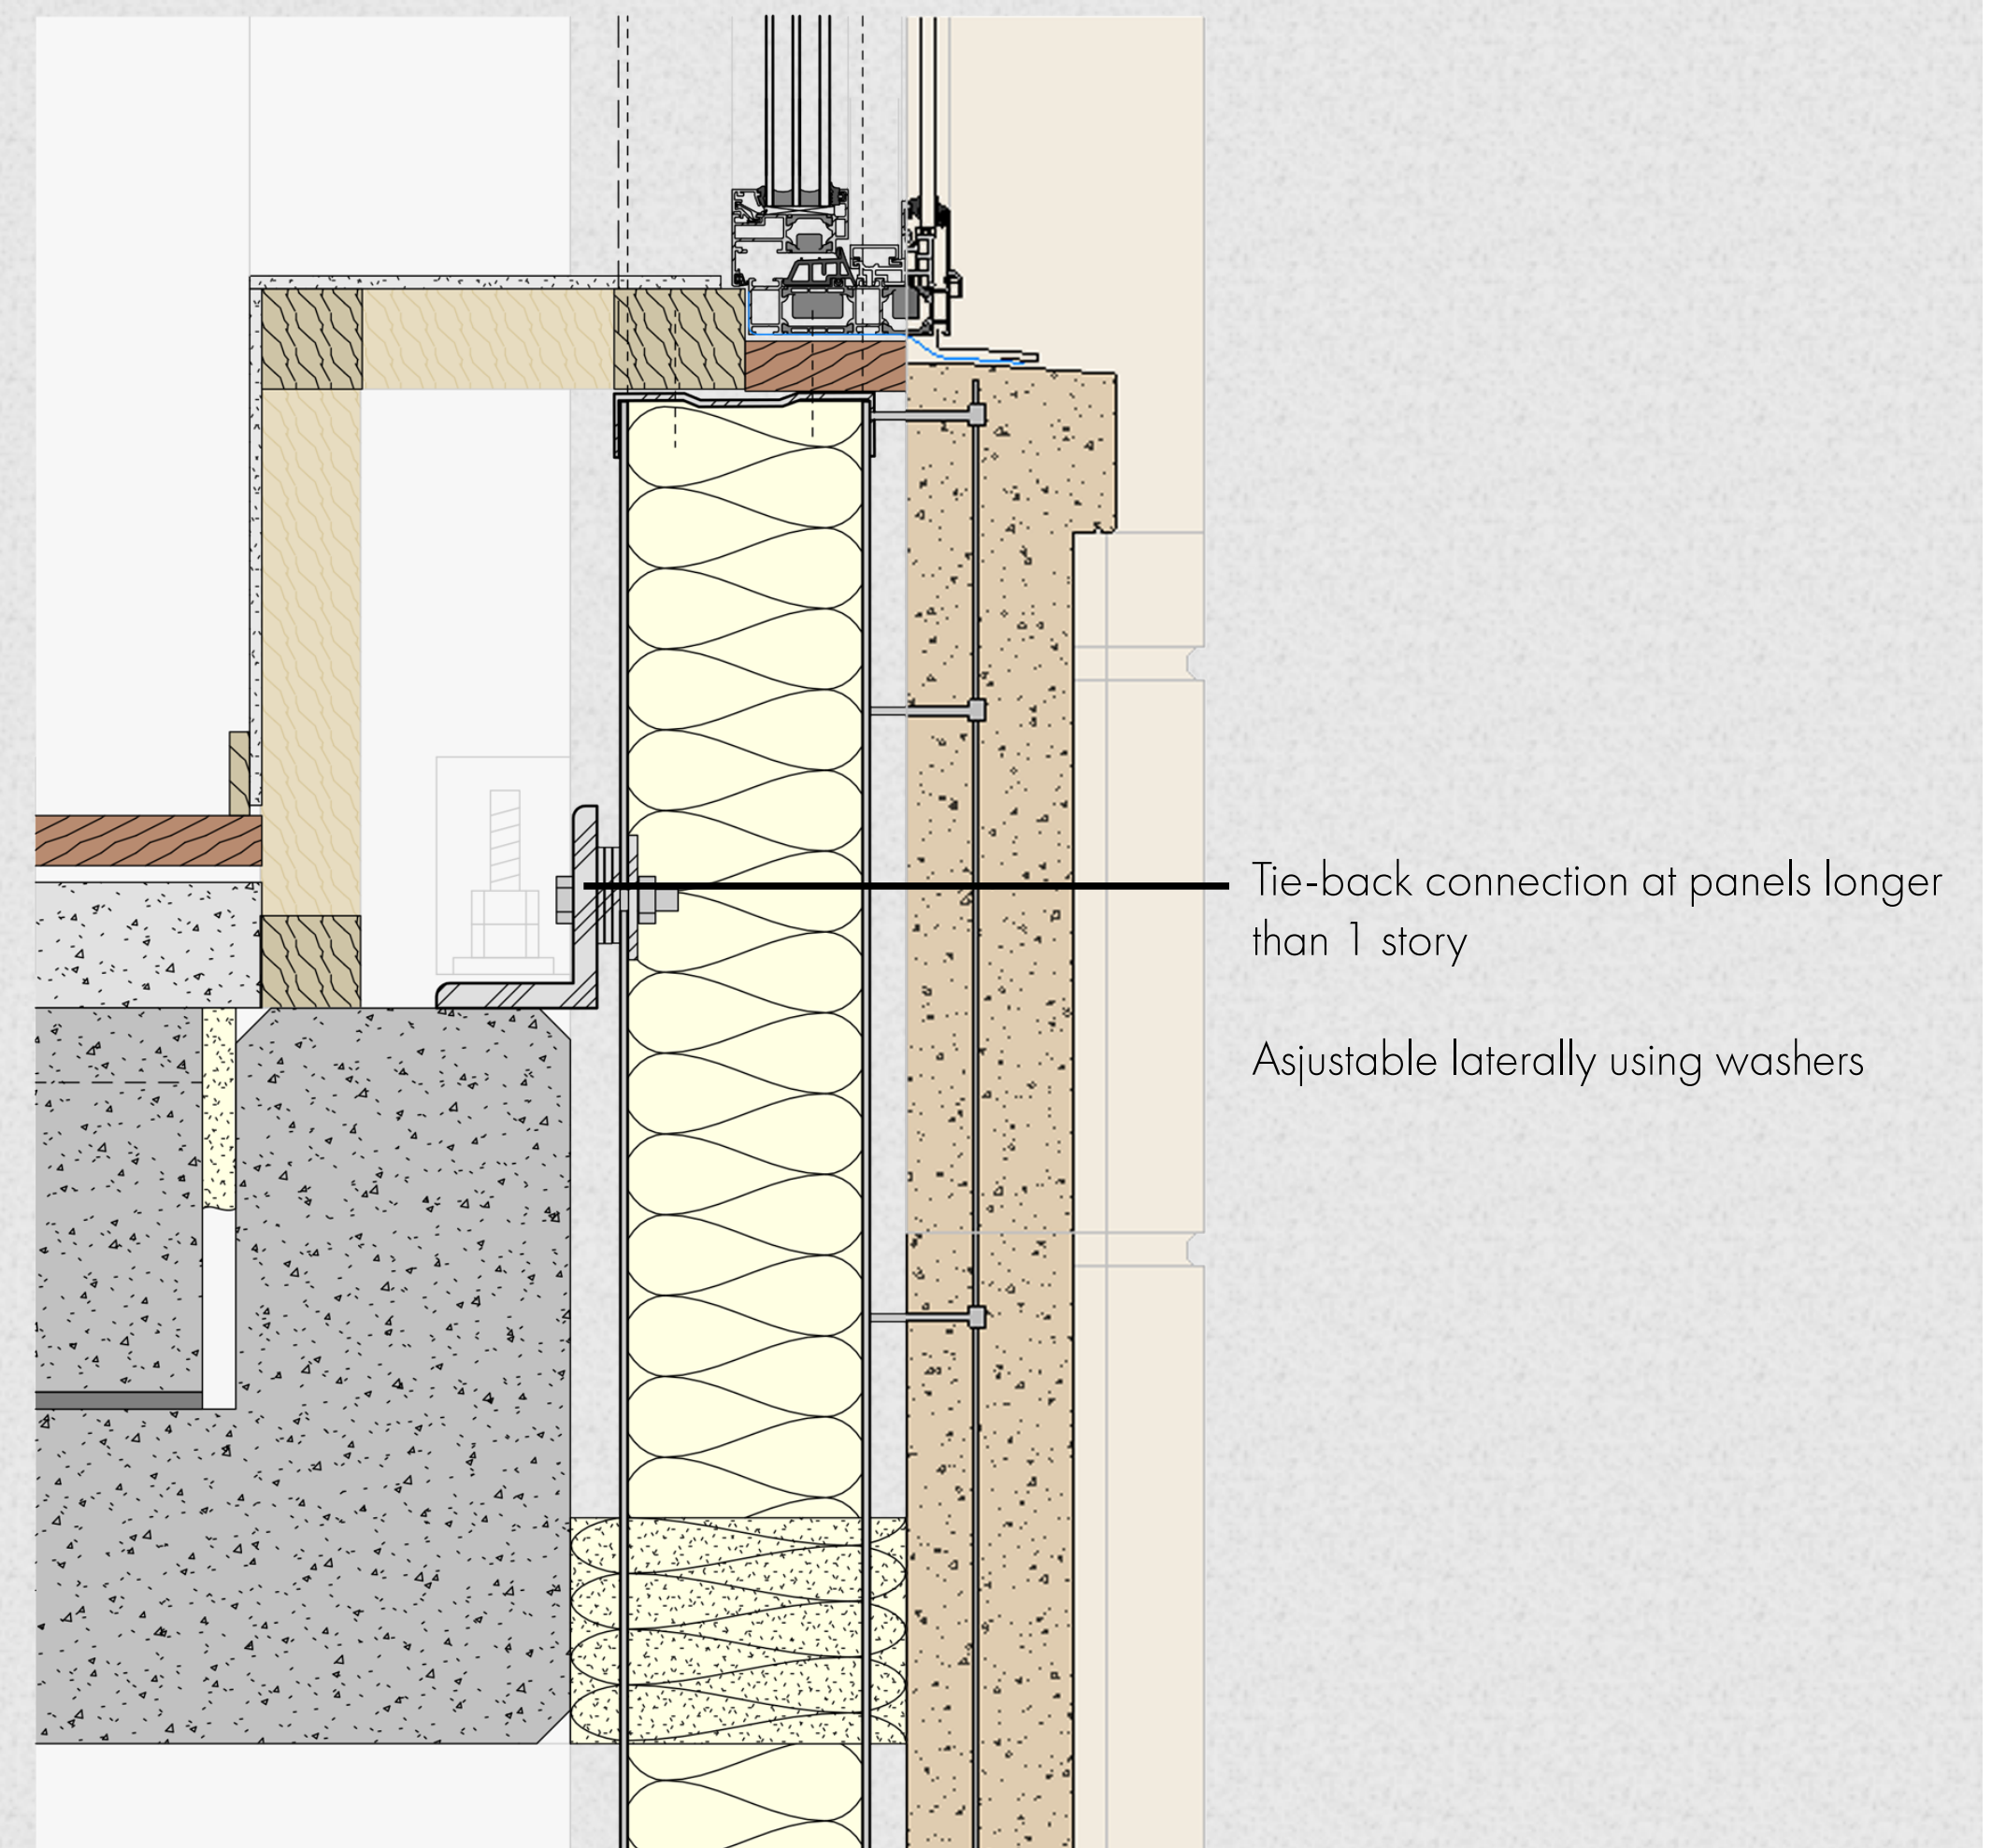 Tie-back connection at panels longer
than 1 story
Asjustable laterally using washers